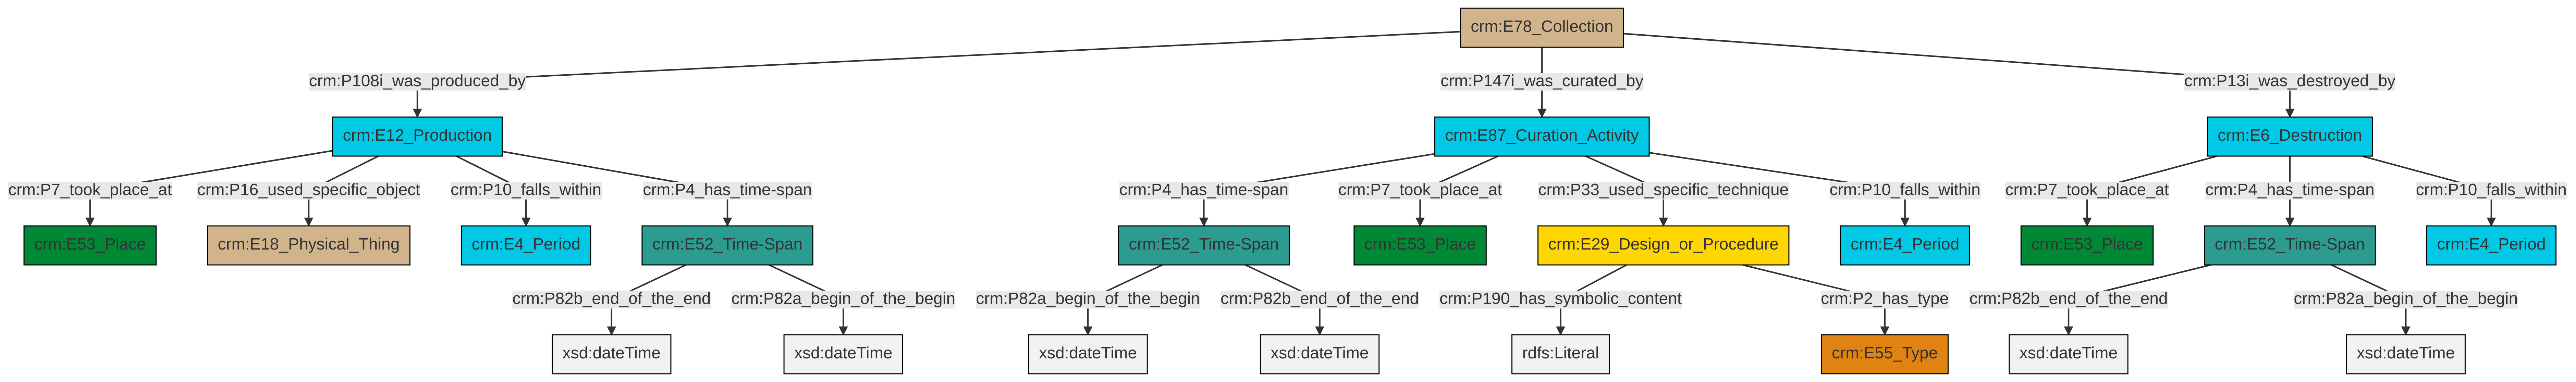 crm:E78_Collection
crm:P108i_was_produced_by
crm:P147i_was_curated_by
crm:P13i_was_destroyed_by
crm:E12_Production
crm:E87_Curation_Activity
crm:E6_Destruction
crm:P7_took_place_at
crm:P16_used_specific_object
crm:P10_falls_within
crm:P4_has_time-span
crm:P4_has_time-span
crm:P7_took_place_at
crm:P33_used_specific_technique
crm:P10_falls_within
crm:P7_took_place_at
crm:P4_has_time-span
crm:P10_falls_within
crm:E53_Place
crm:E18_Physical_Thing
crm:E4_Period
crm:E52_Time-Span
crm:E52_Time-Span
crm:E53_Place
crm:E29_Design_or_Procedure
crm:E4_Period
crm:E53_Place
crm:E52_Time-Span
crm:E4_Period
crm:P82b_end_of_the_end
crm:P82a_begin_of_the_begin
crm:P82a_begin_of_the_begin
crm:P82b_end_of_the_end
crm:P190_has_symbolic_content
crm:P2_has_type
crm:P82b_end_of_the_end
crm:P82a_begin_of_the_begin
xsd:dateTime
xsd:dateTime
xsd:dateTime
xsd:dateTime
rdfs:Literal
crm:E55_Type
xsd:dateTime
xsd:dateTime